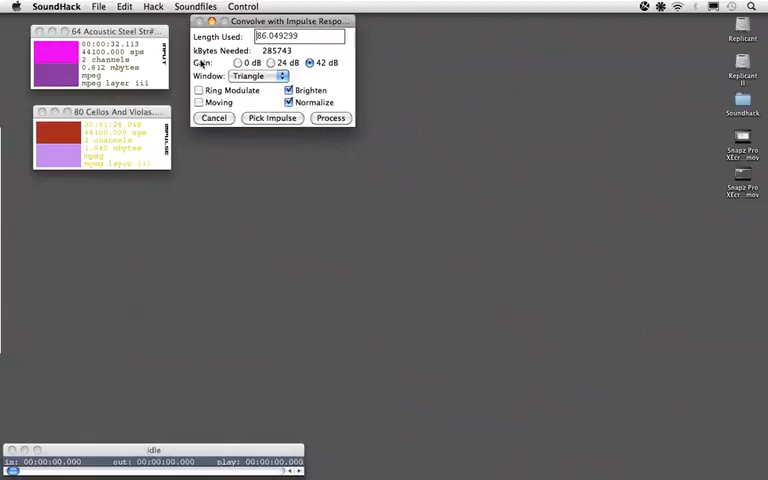 SoundHack File Edit Hack Soundfiles Control
64 Acoustic Steel Str#...
00:00:32.113
44100.000 sps
2 channels
0.612 mbytes
mpeg
mpeg layer iii
INPUT
80 Cellos And Violas....
44100.000 sps
2 channels
mpeg
mpeg layer iii
IMPULSE
Convolve with Impulse Respo...
Length Used: 86.049299
kBytes Needed: 285743
Gain: 0 dB 24 dB 42 dB
Window: Triangle
Ring Modulate Brighten
Moving Normalize
Cancel Pick Impulse Process
Replicant
Replicant
II
Soundhack
Snapz Pro
XEcr....mov
Snapz Pro
XEcr....mov
idle
in: 00:00:00.000 out: 00:00:00.000 play: 00:00:00.000